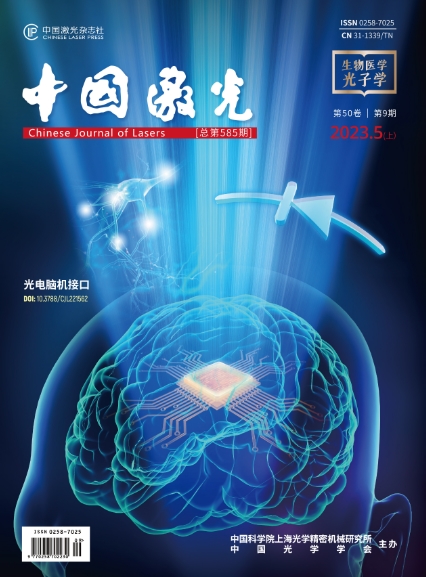 中国激光杂志社
CHINESE LASER PRESS
ISSN 0258-7025
CN 31-1339/TN
中国激光
Chinese Journal of Lasers [总第585期]
生物医学
光子学
第50卷 | 第9期
2023.5(上)
光电脑机接口
DOI: 10.3788/CJL221562
ISSN 0258-7025
中国科学院上海光学精密机械研究所
中国光学学会
主办